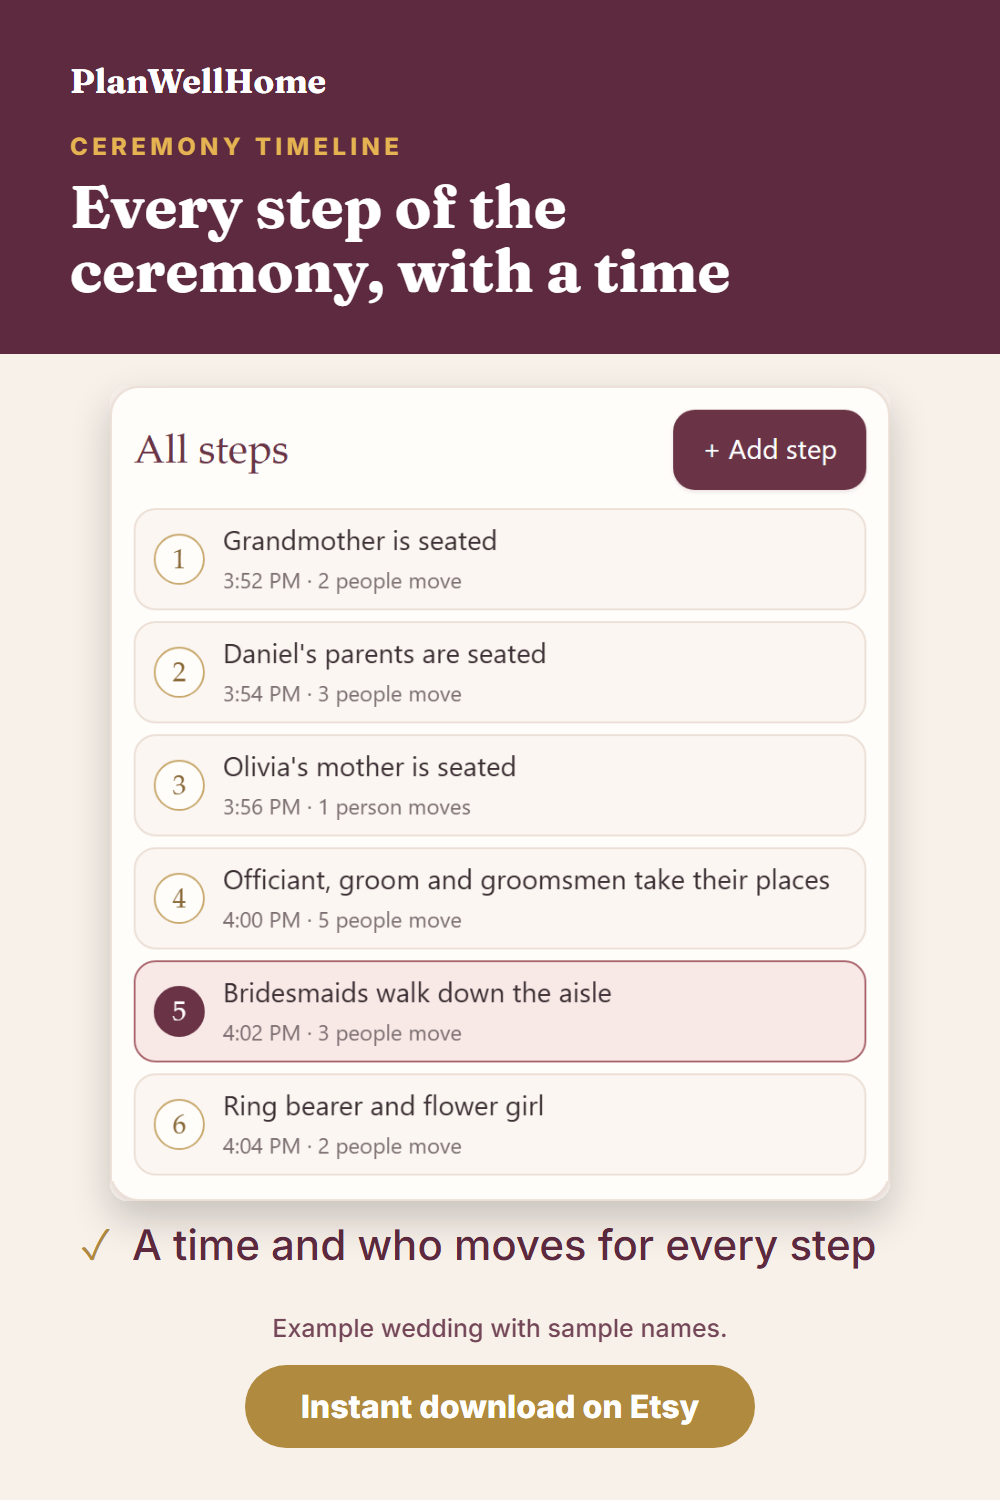 PlanWellHome
CEREMONY TIMELINE
Every step of the
ceremony, with a time
All steps
+ Add step
1
Grandmother is seated
3:52 PM · 2 people move
2
Daniel's parents are seated
3:54 PM · 3 people move
3
Olivia's mother is seated
3:56 PM · 1 person moves
4
Officiant, groom and groomsmen take their places
4:00 PM · 5 people move
5
Bridesmaids walk down the aisle
4:02 PM · 3 people move
6
Ring bearer and flower girl
4:04 PM · 2 people move
✓ A time and who moves for every step
Example wedding with sample names.
Instant download on Etsy